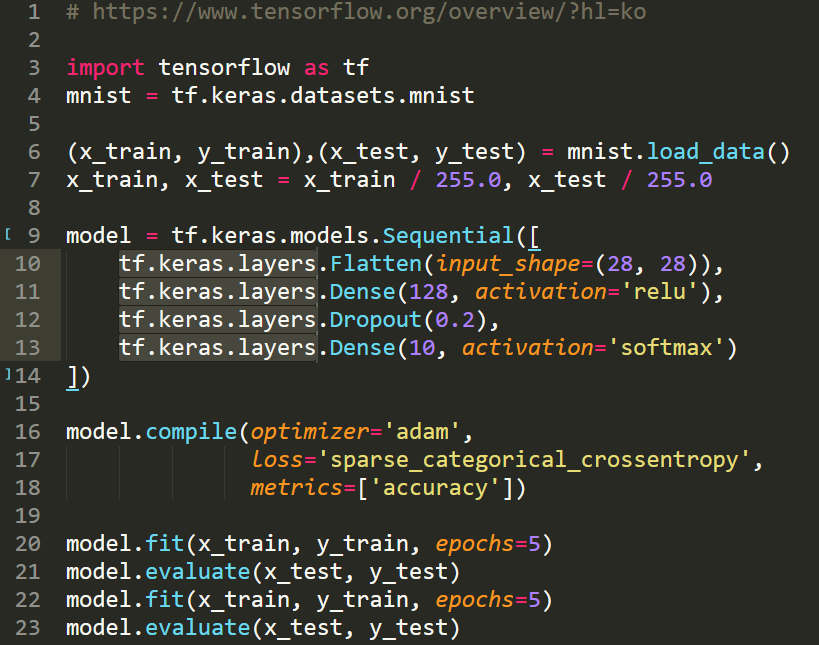 1 # https://www.tensorflow.org/overview/?hl=ko
2
3 import tensorflow as tf
4 mnist = tf.keras.datasets.mnist
5
6 (x_train, y_train),(x_test, y_test) = mnist.load_data()
7 x_train, x_test = x_train / 255.0, x_test / 255.0
8
9 model = tf.keras.models.Sequential([
10     tf.keras.layers.Flatten(input_shape=(28, 28)),
11     tf.keras.layers.Dense(128, activation='relu'),
12     tf.keras.layers.Dropout(0.2),
13     tf.keras.layers.Dense(10, activation='softmax')
14 ])
15
16 model.compile(optimizer='adam',
17               loss='sparse_categorical_crossentropy',
18               metrics=['accuracy'])
19
20 model.fit(x_train, y_train, epochs=5)
21 model.evaluate(x_test, y_test)
22 model.fit(x_train, y_train, epochs=5)
23 model.evaluate(x_test, y_test)